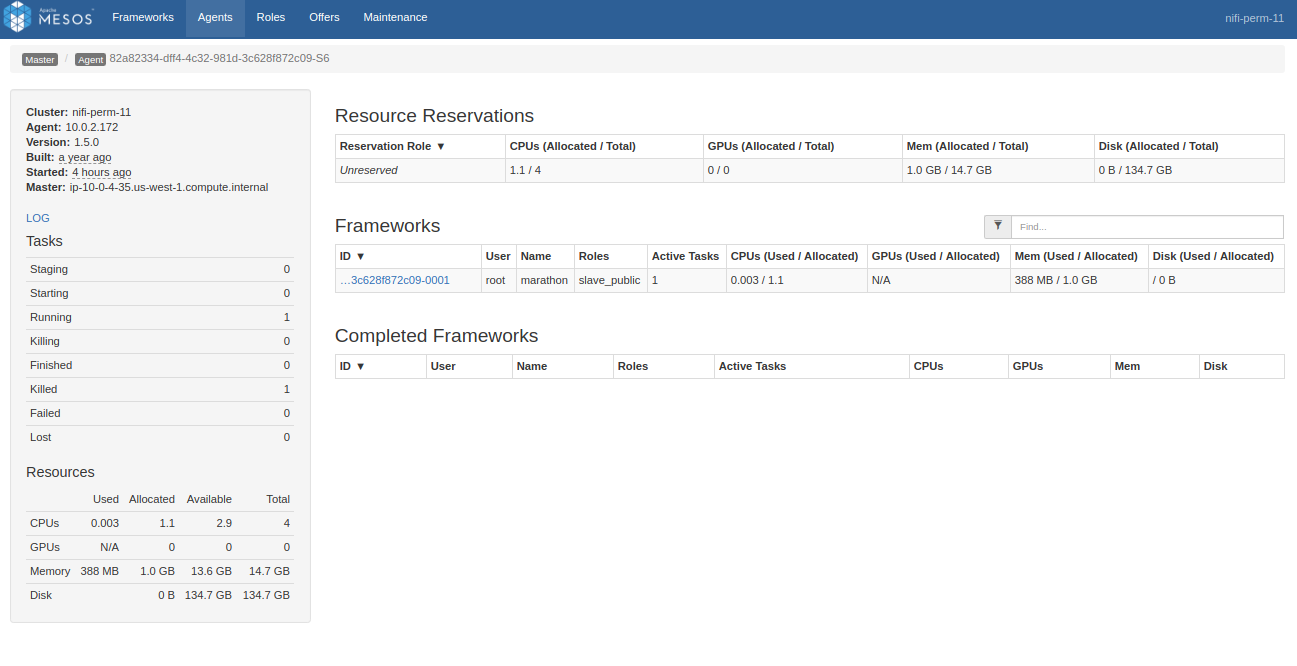 Apache MESOS Frameworks Agents Roles Offers Maintenance nifi-perm-11
Master / Agent 82a82334-dff4-4c32-981d-3c628f872c09-S6
Cluster: nifi-perm-11
Agent: 10.0.2.172
Version: 1.5.0
Built: a year ago
Started: 4 hours ago
Master: ip-10-0-4-35.us-west-1.compute.internal
LOG
Tasks
Staging 0
Starting 0
Running 1
Killing 0
Finished 0
Killed 1
Failed 0
Lost 0
Resources
Used Allocated Available Total
CPUs 0.003 1.1 2.9 4
GPUs N/A 0 0 0
Memory 388 MB 1.0 GB 13.6 GB 14.7 GB
Disk 0 B 134.7 GB 134.7 GB
Resource Reservations
Reservation Role ▼ CPUs (Allocated / Total) GPUs (Allocated / Total) Mem (Allocated / Total) Disk (Allocated / Total)
Unreserved 1.1 / 4 0 / 0 1.0 GB / 14.7 GB 0 B / 134.7 GB
Frameworks Find...
ID ▼ User Name Roles Active Tasks CPUs (Used / Allocated) GPUs (Used / Allocated) Mem (Used / Allocated) Disk (Used / Allocated)
…3c628f872c09-0001 root marathon slave_public 1 0.003 / 1.1 N/A 388 MB / 1.0 GB / 0 B
Completed Frameworks
ID ▼ User Name Roles Active Tasks CPUs GPUs Mem Disk